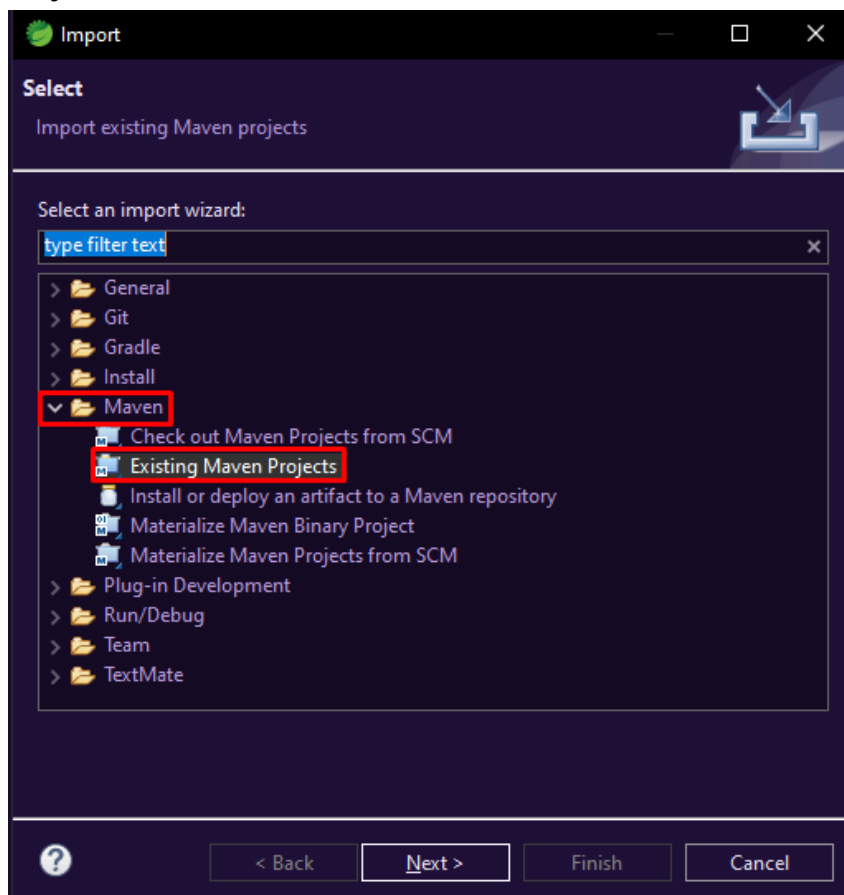 Import
Select
Import existing Maven projects
Select an import wizard:
type filter text
General
Git
Gradle
Install
Maven
Check out Maven Projects from SCM
Existing Maven Projects
Install or deploy an artifact to a Maven repository
Materialize Maven Binary Project
Materialize Maven Projects from SCM
Plug-in Development
Run/Debug
Team
TextMate
? < Back Next > Finish Cancel